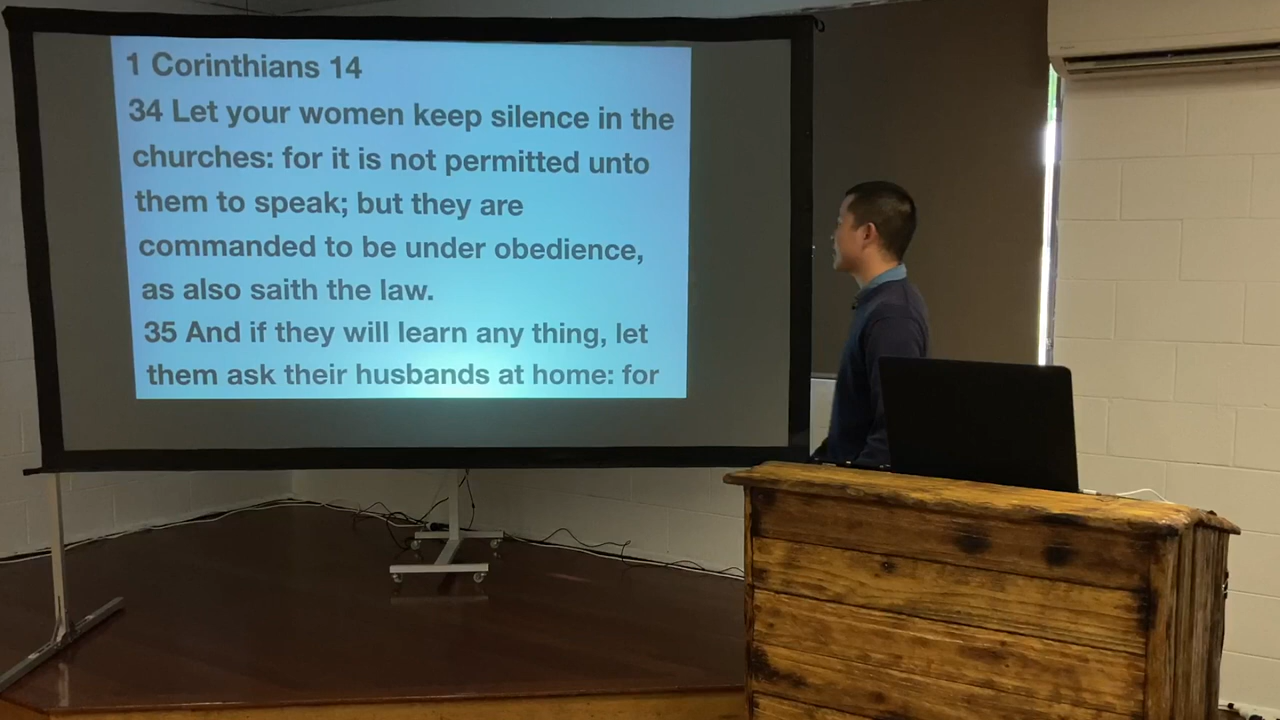 1 Corinthians 14
34 Let your women keep silence in the
churches: for it is not permitted unto
them to speak; but they are
commanded to be under obedience,
as also saith the law.
35 And if they will learn any thing, let
them ask their husbands at home: for